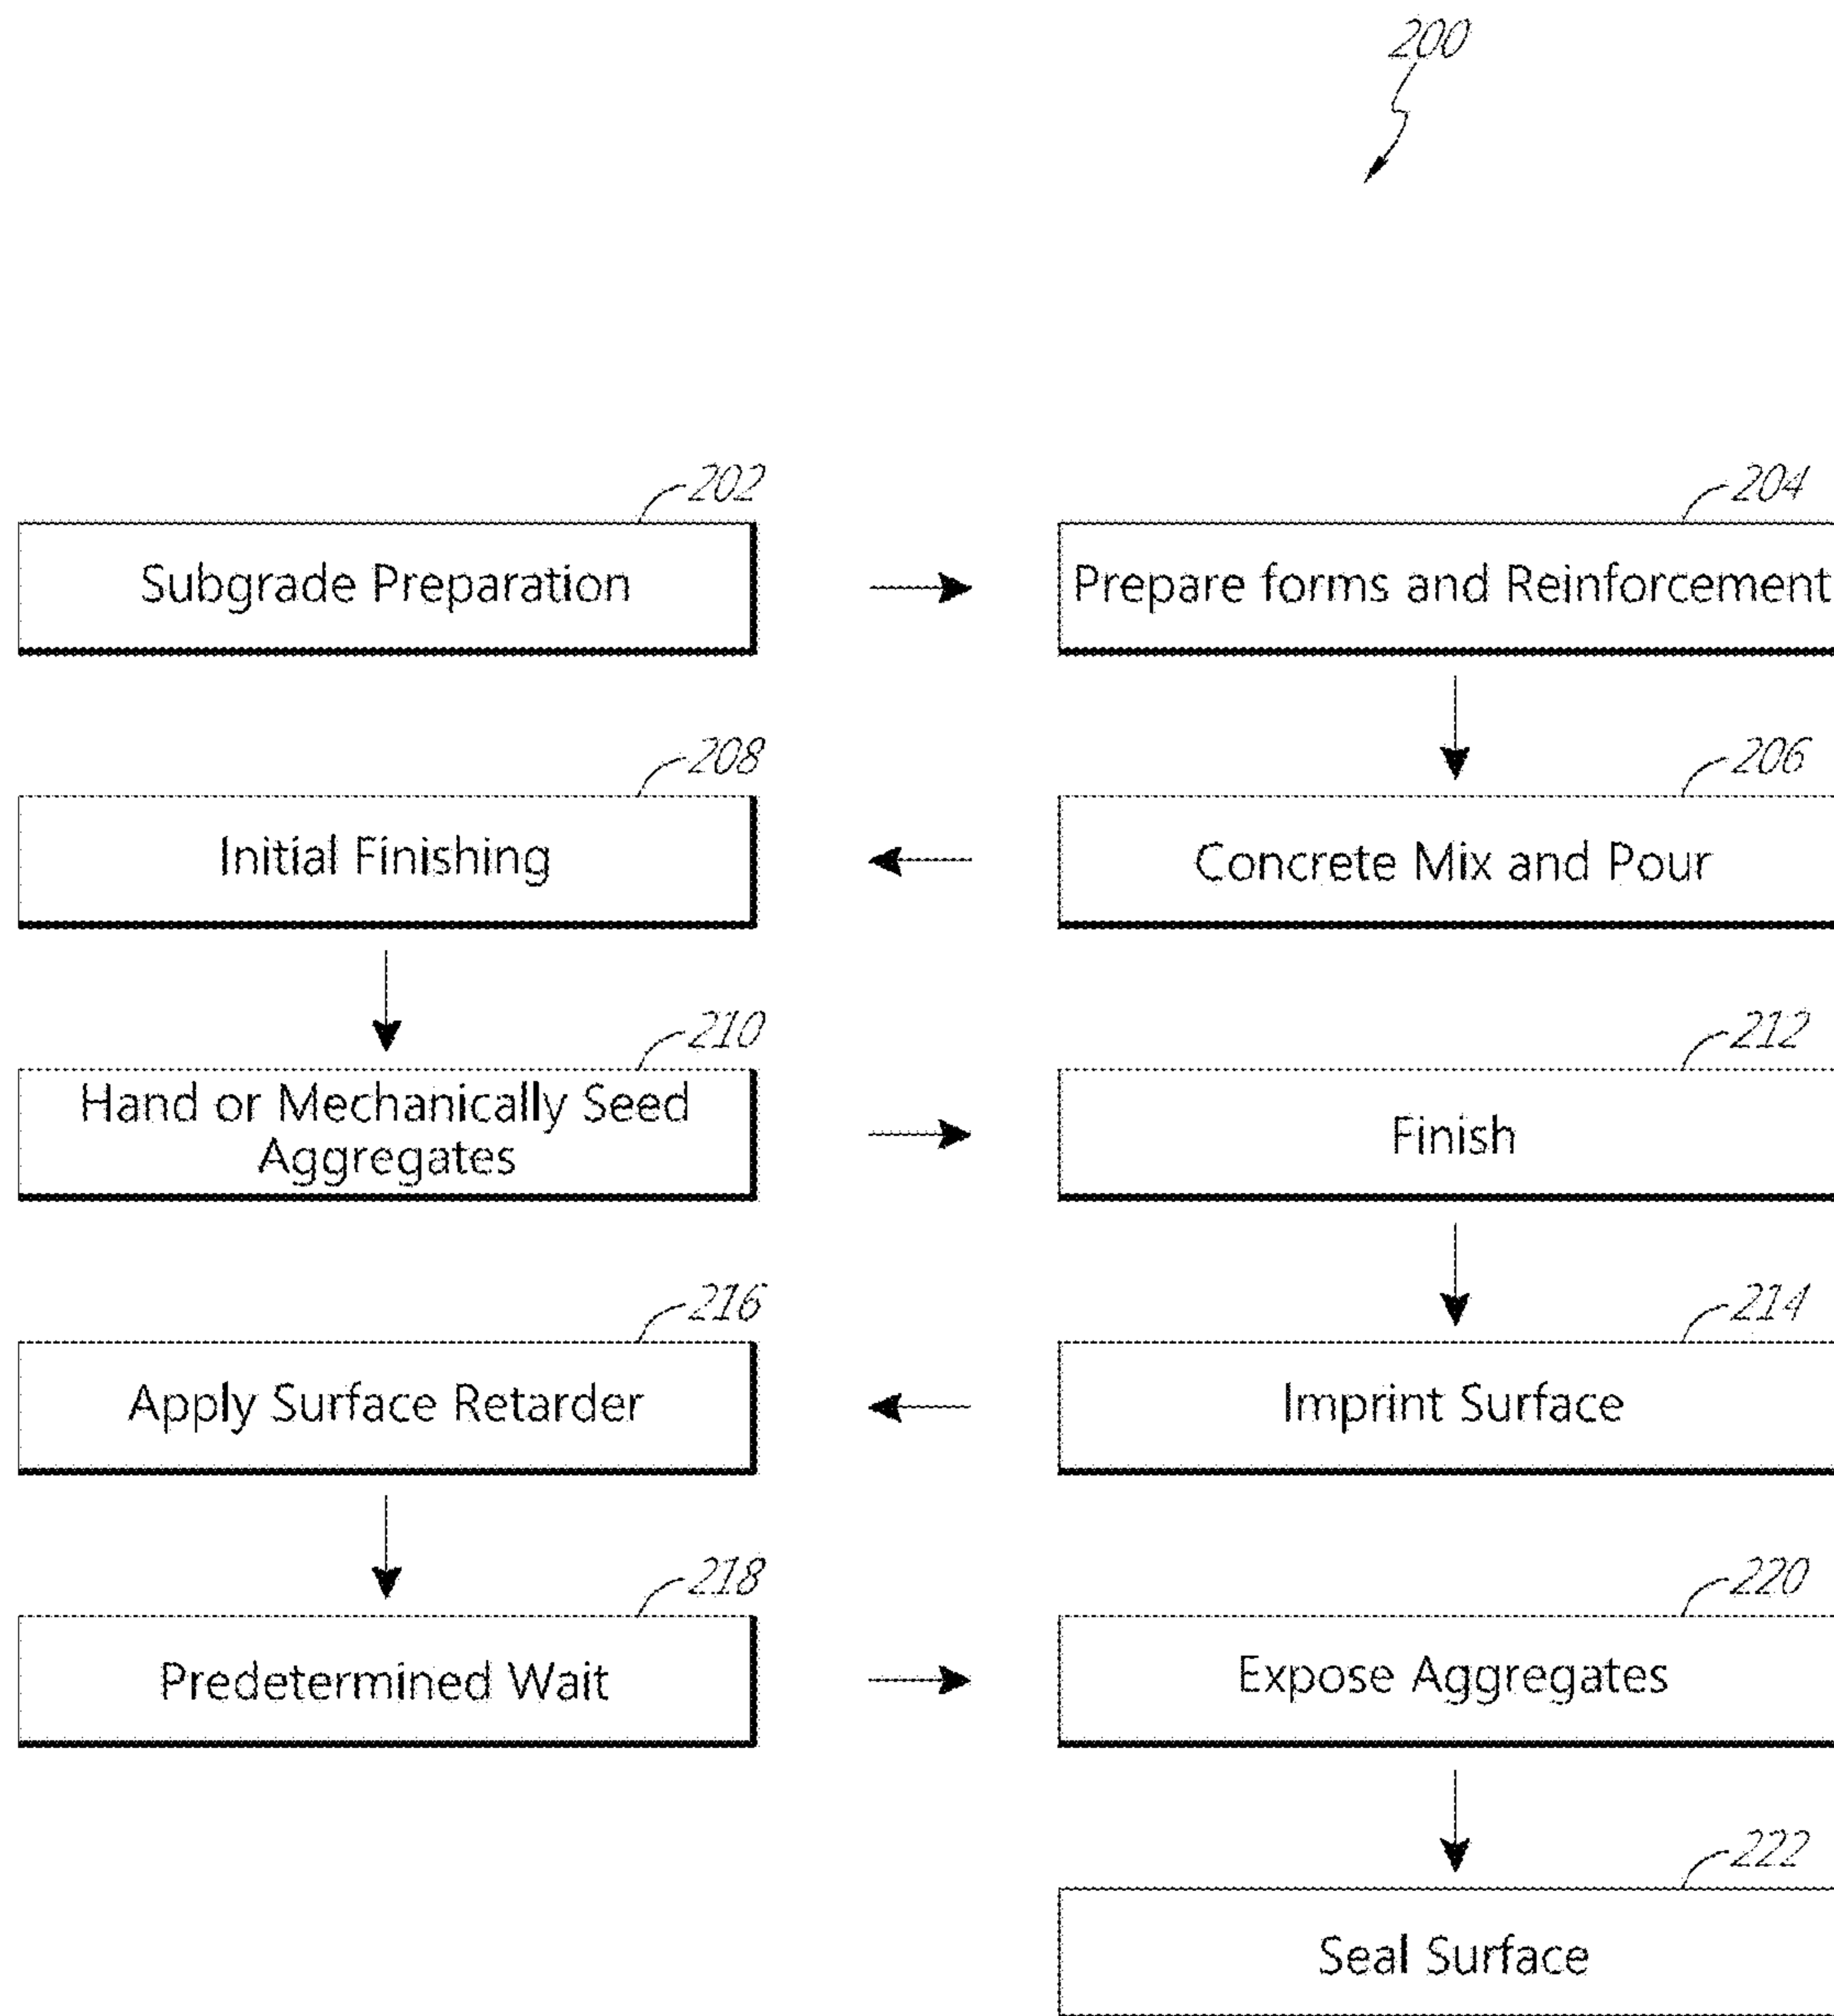 200
202
Subgrade Preparation
204
Prepare forms and Reinforcement
208
Initial Finishing
206
Concrete Mix and Pour
210
Hand or Mechanically Seed
Aggregates
212
Finish
216
Apply Surface Retarder
214
Imprint Surface
218
Predetermined Wait
220
Expose Aggregates
222
Seal Surface